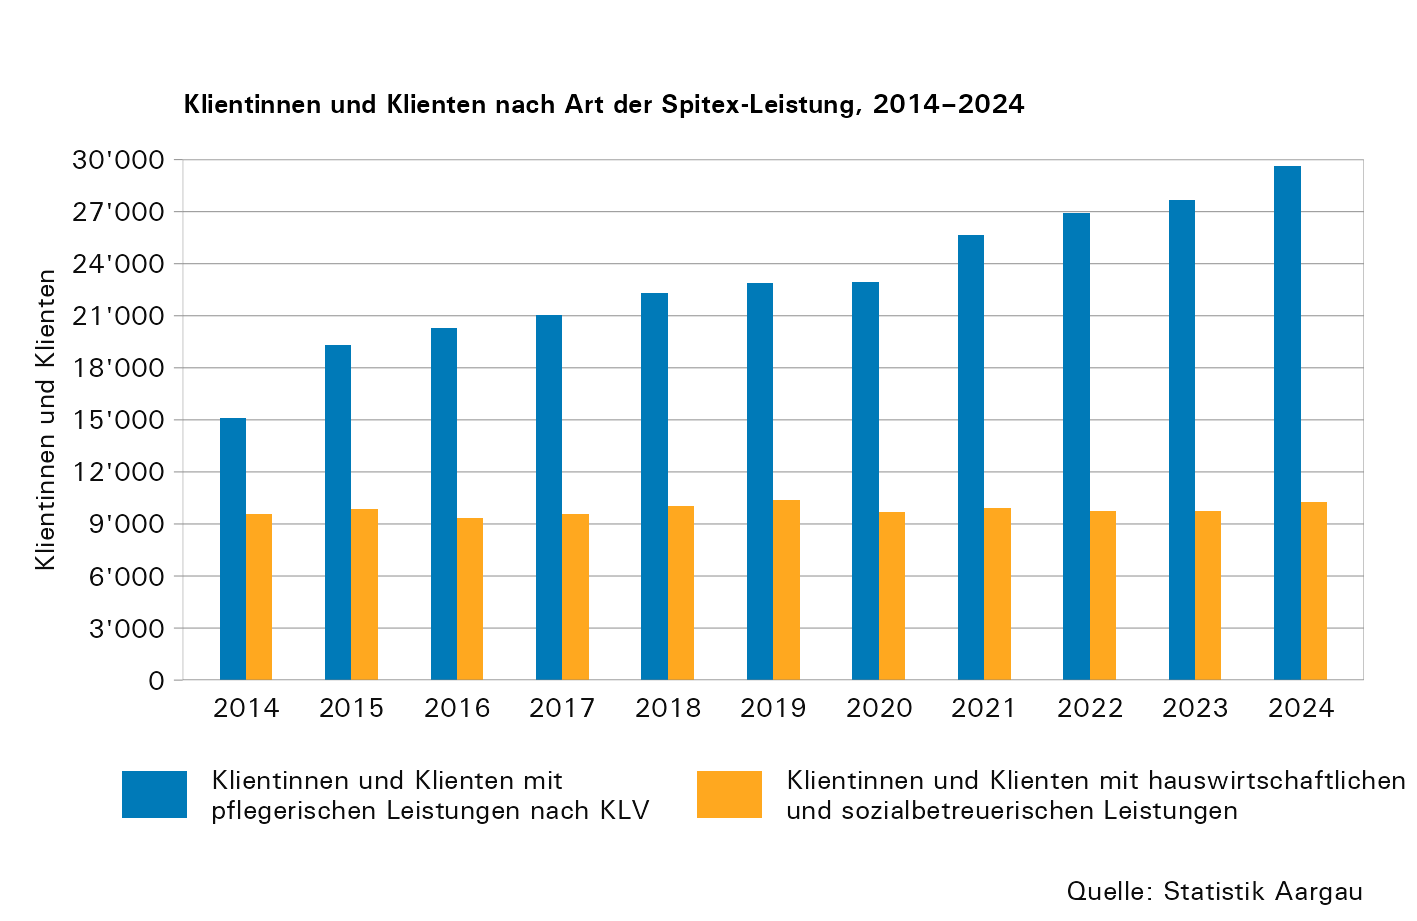 Klientinnen und Klienten nach Art der Spitex-Leistung, 2014–2024
Klientinnen und Klienten
30'000
27'000
24'000
21'000
18'000
15'000
12'000
9'000
6'000
3'000
0
2014 2015 2016 2017 2018 2019 2020 2021 2022 2023 2024
Klientinnen und Klienten mit
pflegerischen Leistungen nach KLV
Klientinnen und Klienten mit hauswirtschaftlichen
und sozialbetreuerischen Leistungen
Quelle: Statistik Aargau